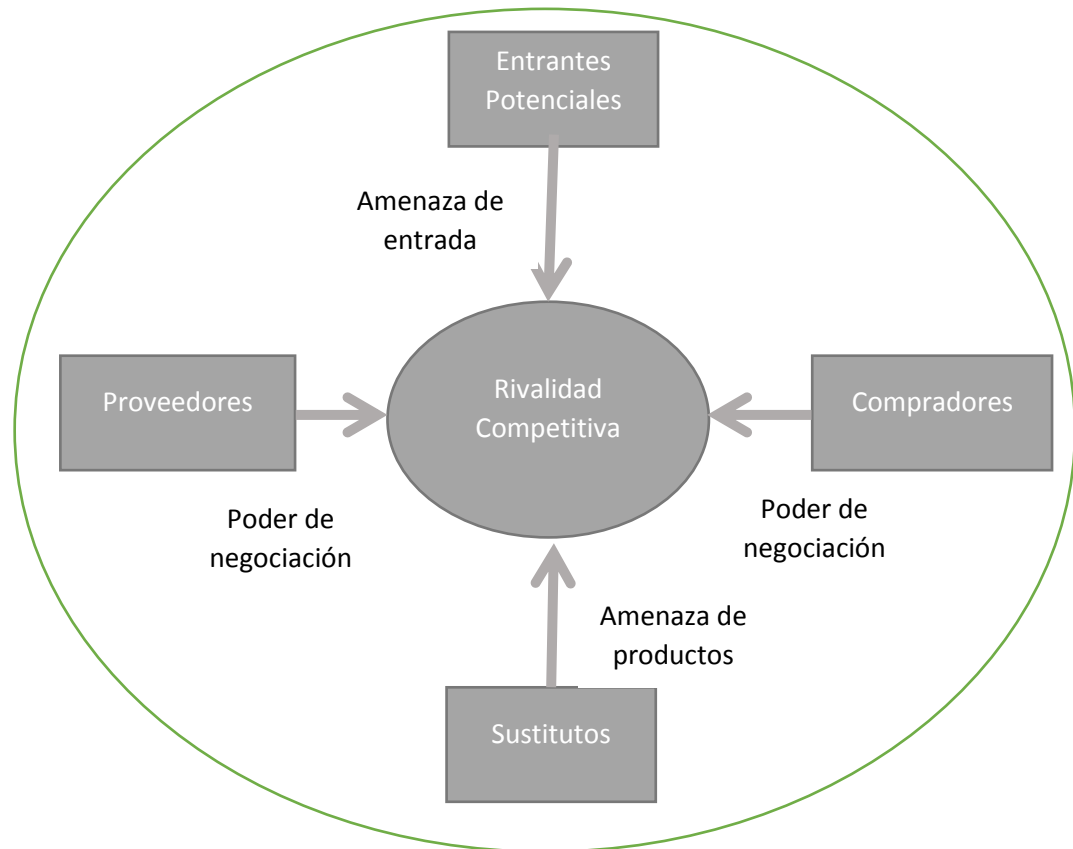 Entrantes
Potenciales
Amenaza de
entrada
Proveedores
Rivalidad
Competitiva
Compradores
Poder de
negociación
Poder de
negociación
Amenaza de
productos
Sustitutos